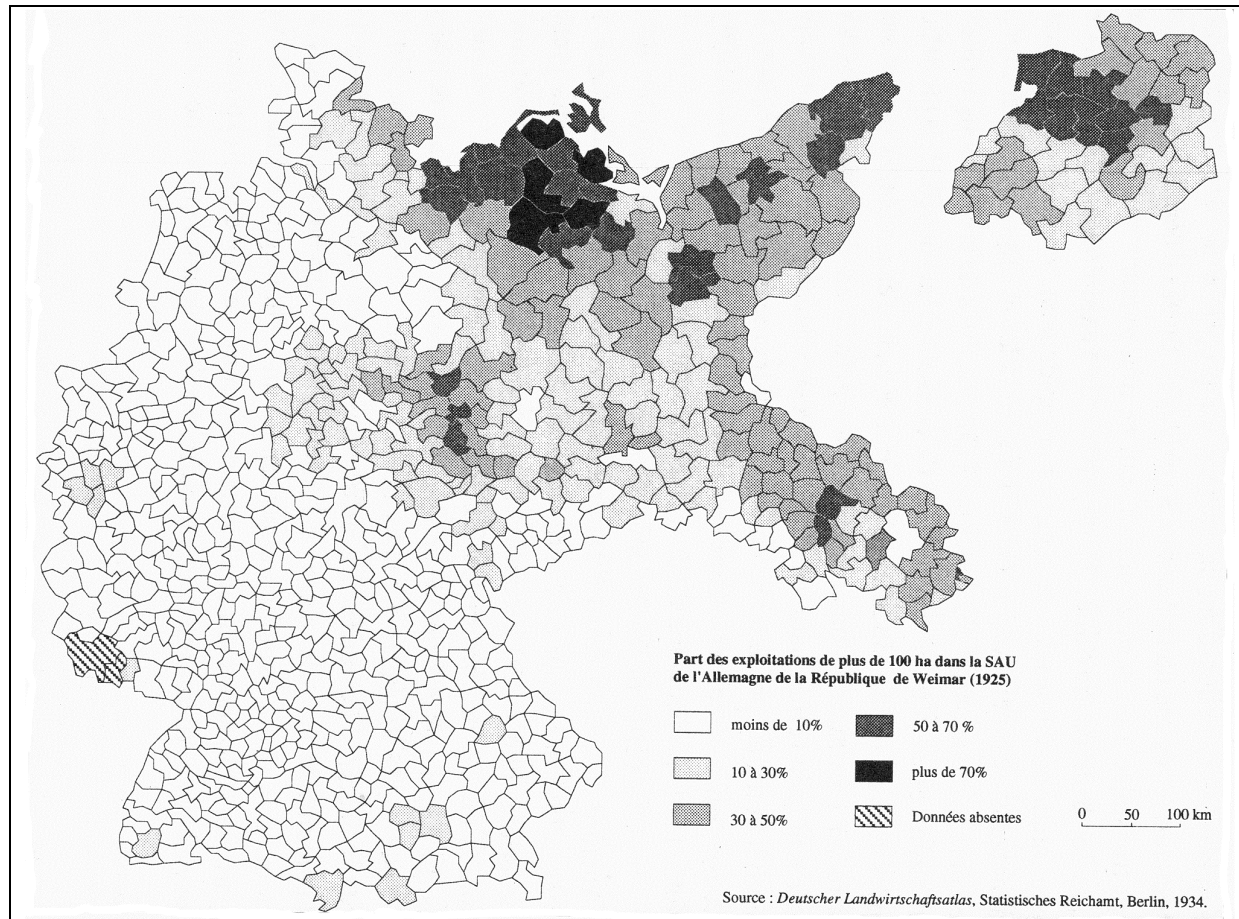 Part des exploitations de plus de 100 ha dans la SAU
de l'Allemagne de la République de Weimar (1925)
moins de 10%
50 à 70 %
10 à 30%
plus de 70%
30 à 50%
Données absentes
0 50 100 km
Source : Deutscher Landwirtschaftsatlas, Statistisches Reichamt, Berlin, 1934.